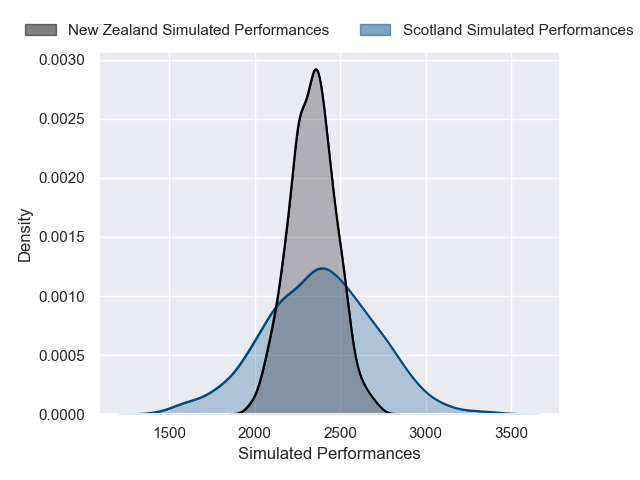 New Zealand Simulated Performances
Scotland Simulated Performances
0.0030
0.0025
0.0020
0.0015
0.0010
0.0005
0.0000
Density
1500 2000 2500 3000 3500
Simulated Performances